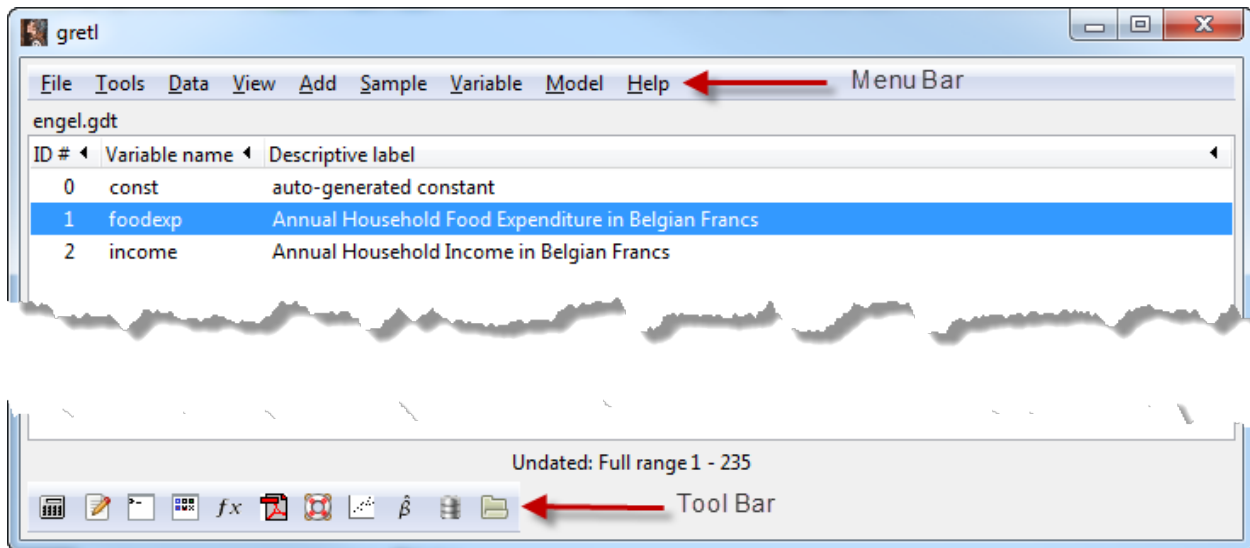 gretl
File Tools Data View Add Sample Variable Model Help Menu Bar
engel.gdt
ID # Variable name Descriptive label
0 const auto-generated constant
1 foodexp Annual Household Food Expenditure in Belgian Francs
2 income Annual Household Income in Belgian Francs
Undated: Full range 1 - 235
fx β̂ Tool Bar